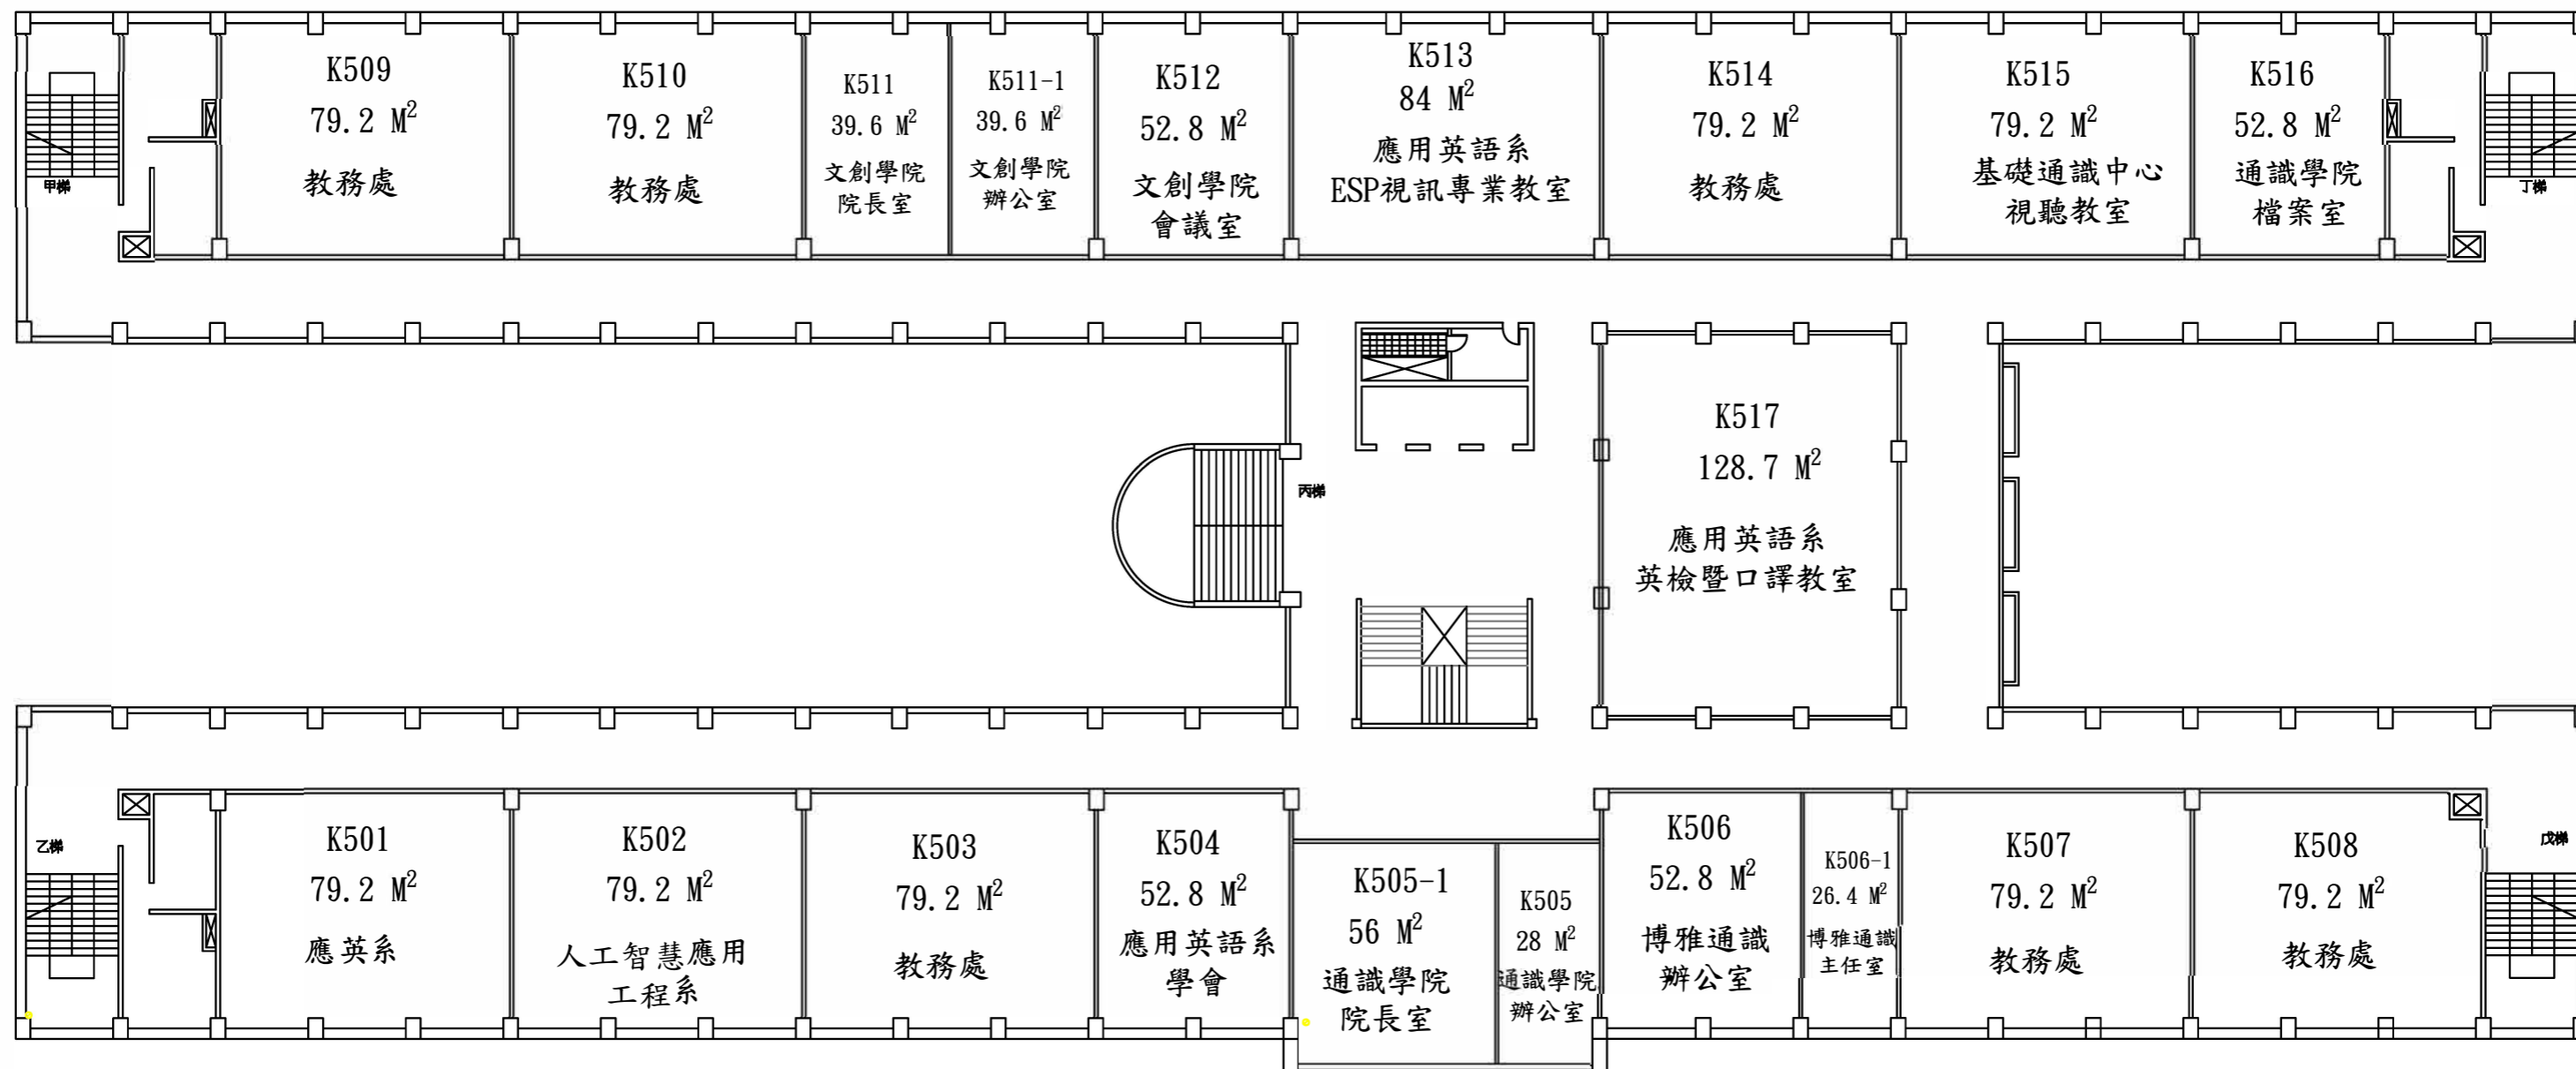 K509
79.2 M²
教務處
K510
79.2 M²
教務處
K511
39.6 M²
文創學院
院長室
K511-1
39.6 M²
文創學院
辦公室
K512
52.8 M²
文創學院
會議室
K513
84 M²
應用英語系
ESP視訊專業教室
K514
79.2 M²
教務處
K515
79.2 M²
基礎通識中心
視聽教室
K516
52.8 M²
通識學院
檔案室
甲梯
丁梯
丙梯
K517
128.7 M²
應用英語系
英檢暨口譯教室
乙梯
戊梯
K501
79.2 M²
應英系
K502
79.2 M²
人工智慧應用
工程系
K503
79.2 M²
教務處
K504
52.8 M²
應用英語系
學會
K505-1
56 M²
通識學院
院長室
K505
28 M²
通識學院
辦公室
K506
52.8 M²
博雅通識
辦公室
K506-1
26.4 M²
博雅通識
主任室
K507
79.2 M²
教務處
K508
79.2 M²
教務處